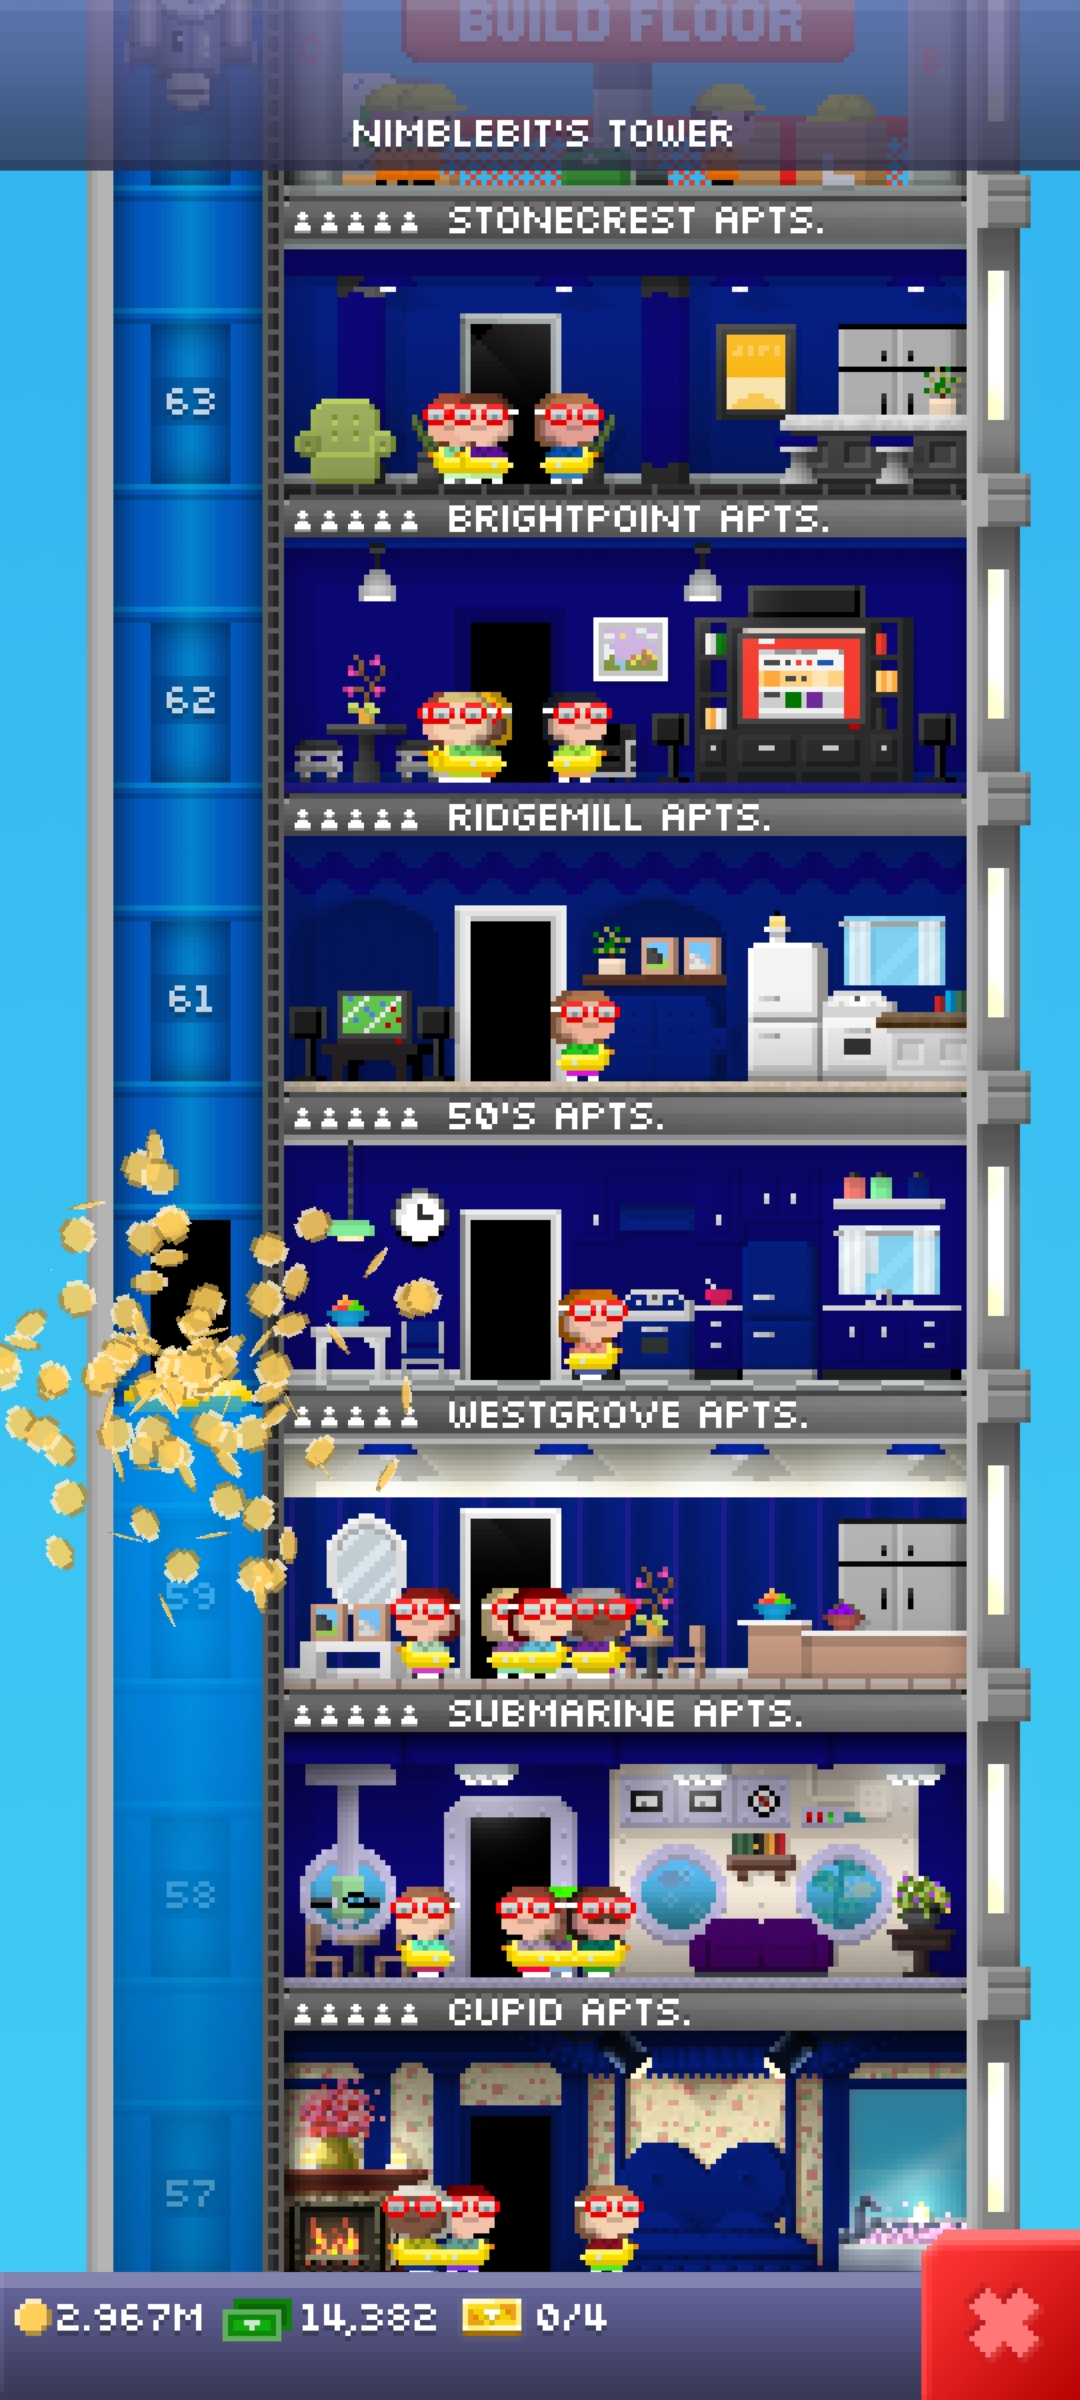 BUILD FLOOR
NIMBLEBIT'S TOWER
STONECREST APTS.
63
BRIGHTPOINT APTS.
62
RIDGEMILL APTS.
61
50'S APTS.
WESTGROVE APTS.
59
SUBMARINE APTS.
58
CUPID APTS.
57
2.967M 14,382 0/4